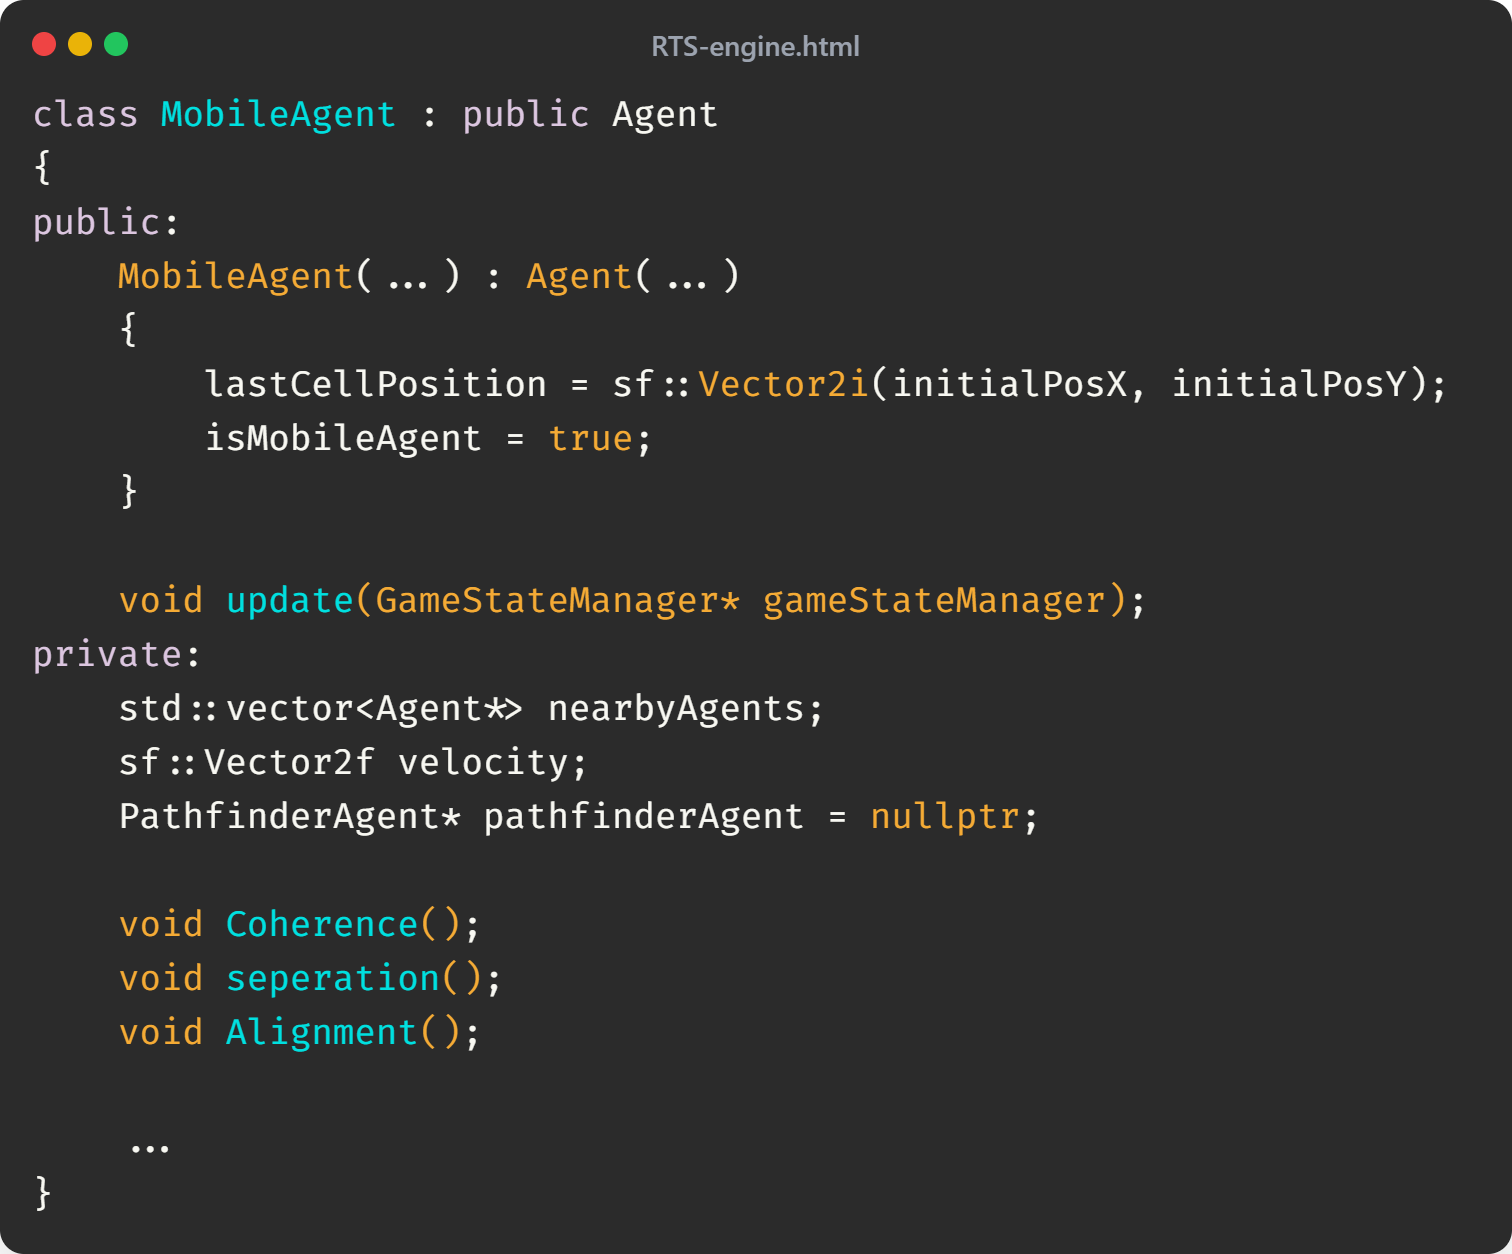 RTS-engine.html
class MobileAgent : public Agent
{
public:
    MobileAgent(...) : Agent(...)
    {
        lastCellPosition = sf::Vector2i(initialPosX, initialPosY);
        isMobileAgent = true;
    }

    void update(GameStateManager* gameStateManager);
private:
    std::vector<Agent*> nearbyAgents;
    sf::Vector2f velocity;
    PathfinderAgent* pathfinderAgent = nullptr;

    void Coherence();
    void seperation();
    void Alignment();

    ...
}